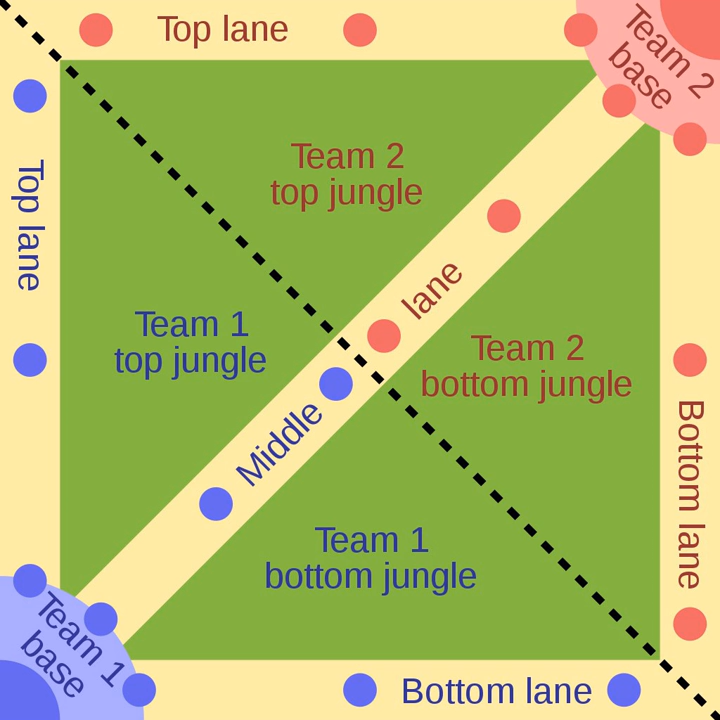 Top lane
Team 2
base
Team 2
top jungle
Top lane
lane
Team 1
top jungle
Team 2
bottom jungle
Middle
Bottom lane
Team 1
bottom jungle
Team 1
base
Bottom lane